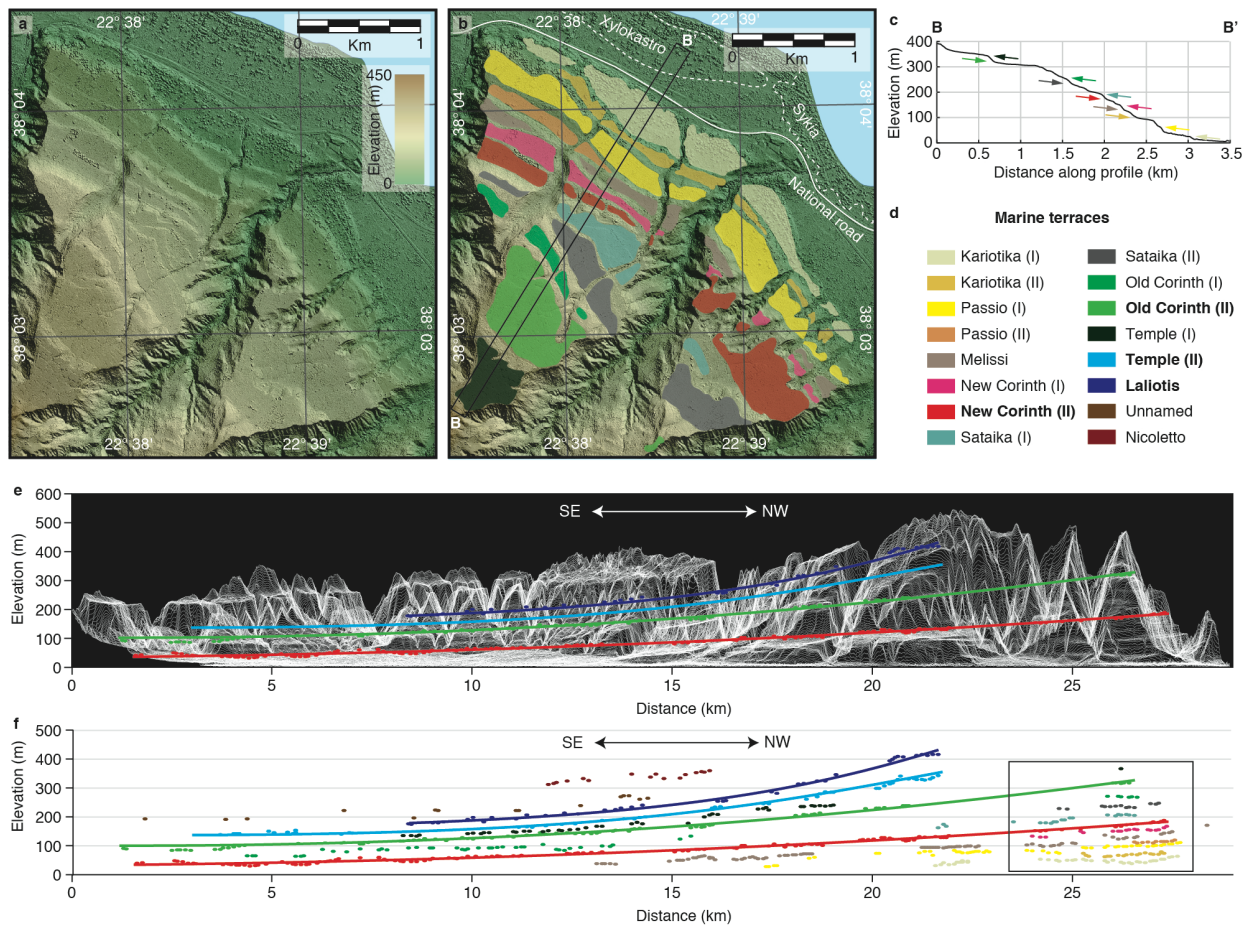 a
22° 38'
0 Km 1
450
Elevation (m)
0
38° 04'
38° 03'
38° 03'
22° 38'
22° 39'
b
22° 38'
Xylokastro
22° 39'
B'
0 Km 1
38° 04'
38° 04'
Sykia
National road
38° 03'
38° 03'
B
22° 38'
22° 39'
c
B B'
400
300
200
100
0
Elevation (m)
0 0.5 1 1.5 2 2.5 3 3.5
Distance along profile (km)
d
Marine terraces
Kariotika (I)
Kariotika (II)
Passio (I)
Passio (II)
Melissi
New Corinth (I)
New Corinth (II)
Sataika (I)
Sataika (II)
Old Corinth (I)
Old Corinth (II)
Temple (I)
Temple (II)
Laliotis
Unnamed
Nicoletto
e
600
500
400
300
200
100
0
Elevation (m)
SE NW
0 5 10 15 20 25
Distance (km)
f
500
400
300
200
100
0
Elevation (m)
SE NW
0 5 10 15 20 25
Distance (km)